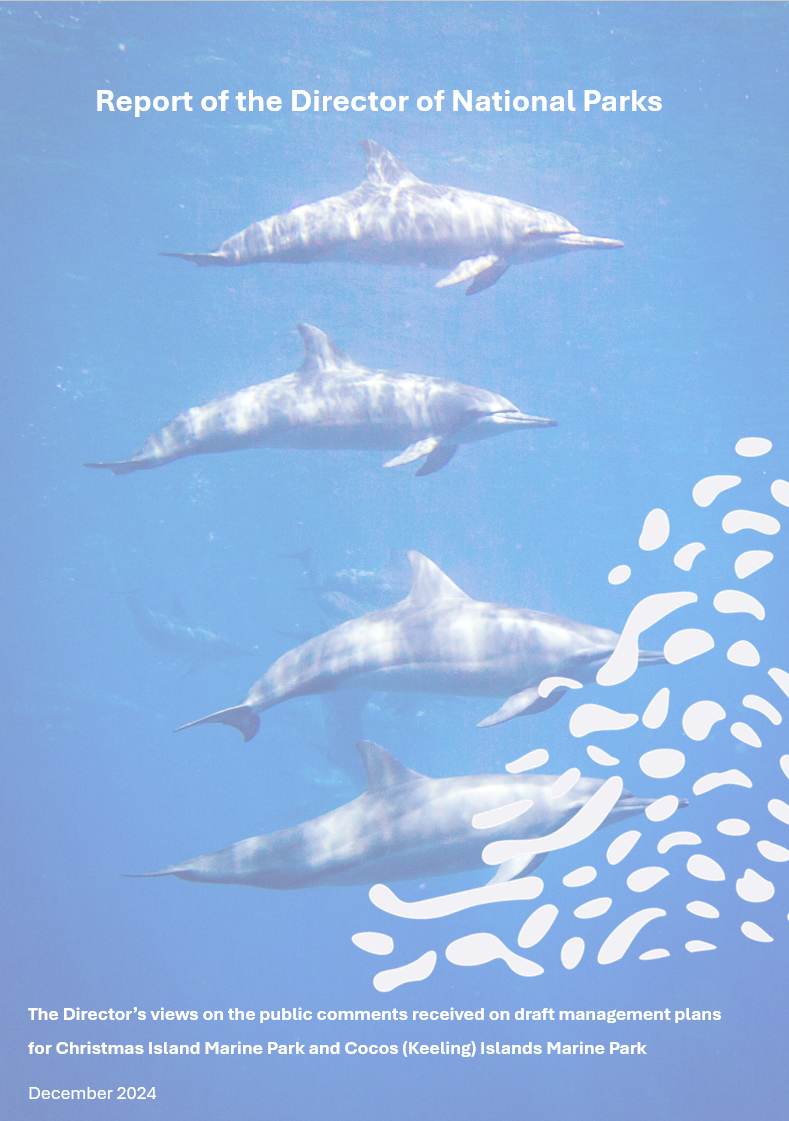 Report of the Director of National Parks
The Director’s views on the public comments received on draft management plans
for Christmas Island Marine Park and Cocos (Keeling) Islands Marine Park
December 2024